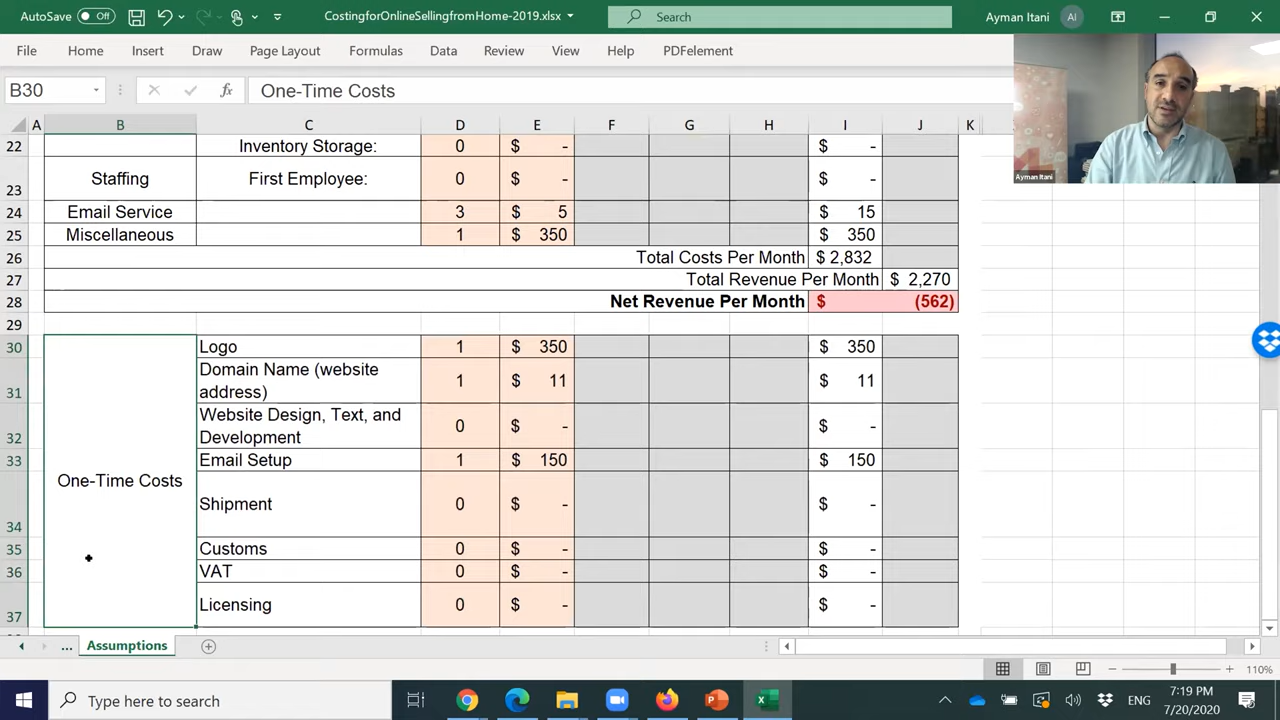 AutoSave Off CostingforOnlineSellingfromHome-2019.xlsx Search Ayman Itani AI
File Home Insert Draw Page Layout Formulas Data Review View Help PDFelement
B30 fx One-Time Costs
Ayman Itani
A B C D E F G H I J K
22 Inventory Storage: 0 $ - $ -
23 Staffing First Employee: 0 $ - $ -
24 Email Service 3 $ 5 $ 15
25 Miscellaneous 1 $ 350 $ 350
26 Total Costs Per Month $ 2,832
27 Total Revenue Per Month $ 2,270
28 Net Revenue Per Month $ (562)
29
30 Logo 1 $ 350 $ 350
31 Domain Name (website address) 1 $ 11 $ 11
32 Website Design, Text, and Development 0 $ - $ -
33 Email Setup 1 $ 150 $ 150
One-Time Costs
34 Shipment 0 $ - $ -
35 Customs 0 $ - $ -
36 VAT 0 $ - $ -
37 Licensing 0 $ - $ -
... Assumptions
110%
Type here to search ENG 7:19 PM
7/20/2020